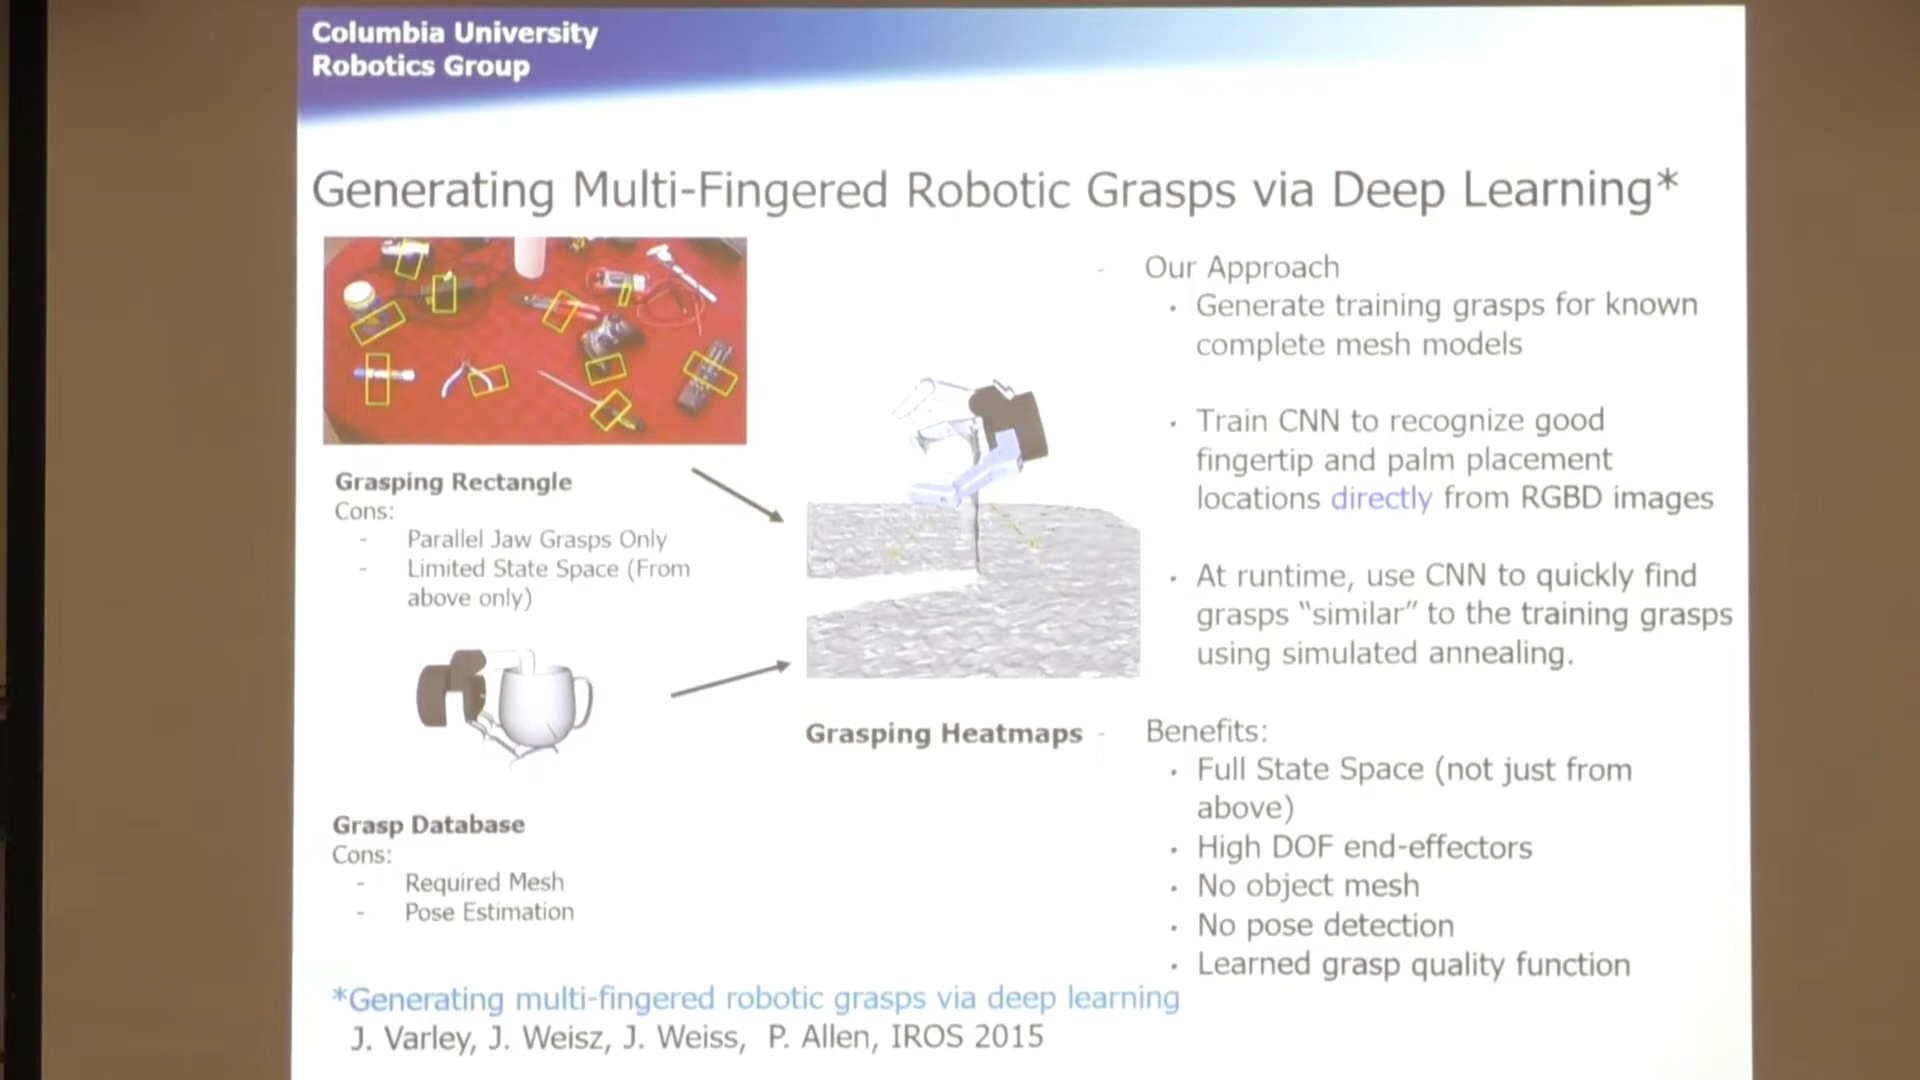 Columbia University
Robotics Group
Generating Multi-Fingered Robotic Grasps via Deep Learning*
Grasping Rectangle
Cons:
- Parallel Jaw Grasps Only
- Limited State Space (From
above only)
Grasp Database
Cons:
- Required Mesh
- Pose Estimation
Grasping Heatmaps
- Our Approach
· Generate training grasps for known
complete mesh models
· Train CNN to recognize good
fingertip and palm placement
locations directly from RGBD images
· At runtime, use CNN to quickly find
grasps “similar” to the training grasps
using simulated annealing.
- Benefits:
· Full State Space (not just from
above)
· High DOF end-effectors
· No object mesh
· No pose detection
· Learned grasp quality function
*Generating multi-fingered robotic grasps via deep learning
J. Varley, J. Weisz, J. Weiss, P. Allen, IROS 2015